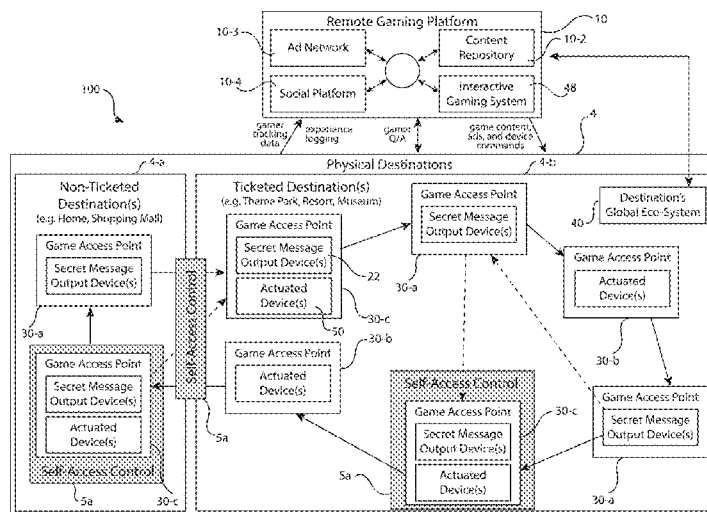 Remote Gaming Platform
10
10-3
Ad Network
Content
Repository
10-2
10-4
Social Platform
Interactive
Gaming System
48
300
gamer
tracking
data
experience
logging
game
Q/A
game content,
ads, and device
commands
4
4-a
Physical Destinations
4-b
Non-Ticketed
Destination(s)
(e.g. Home, Shopping Mall)
Ticketed Destination(s)
(e.g. Theme Park, Resort, Museum)
Game Access Point
Secret Message
Output Device(s)
30-a
Destination's
Global Eco-System
40
Game Access Point
Secret Message
Output Device(s)
22
Actuated
Device(s)
50
30-c
Game Access Point
Secret Message
Output Device(s)
30-a
Self-Access Control
5a
Game Access Point
Actuated
Device(s)
30-b
Game Access Point
Secret Message
Output Device(s)
Actuated
Device(s)
Self-Access Control
5a
30-c
Game Access Point
Actuated
Device(s)
30-b
Self-Access Control
Game Access Point
30-c
Secret Message
Output Device(s)
Actuated
Device(s)
5a
Game Access Point
Secret Message
Output Device(s)
30-a